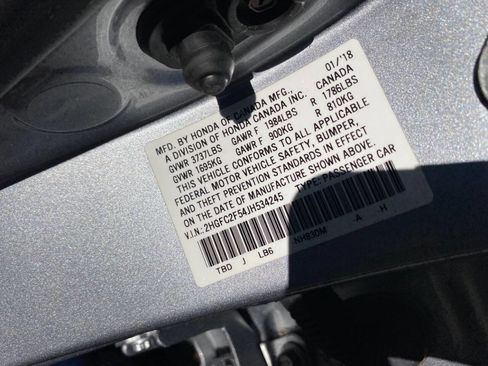 MFD. BY HONDA OF CANADA MFG., 01/'18
A DIVISION OF HONDA CANADA INC. CANADA
GVWR 3737LBS GAWR F 1984LBS R 1786LBS
GVWR 1695KG GAWR F 900KG R 810KG
THIS VEHICLE CONFORMS TO ALL APPLICABLE
FEDERAL MOTOR VEHICLE SAFETY, BUMPER,
AND THEFT PREVENTION STANDARDS IN EFFECT
ON THE DATE OF MANUFACTURE SHOWN ABOVE.
V.I.N.:2HGFC2F54JH534245 TYPE:PASSENGER CAR
TBD J LB6 NH830M A H